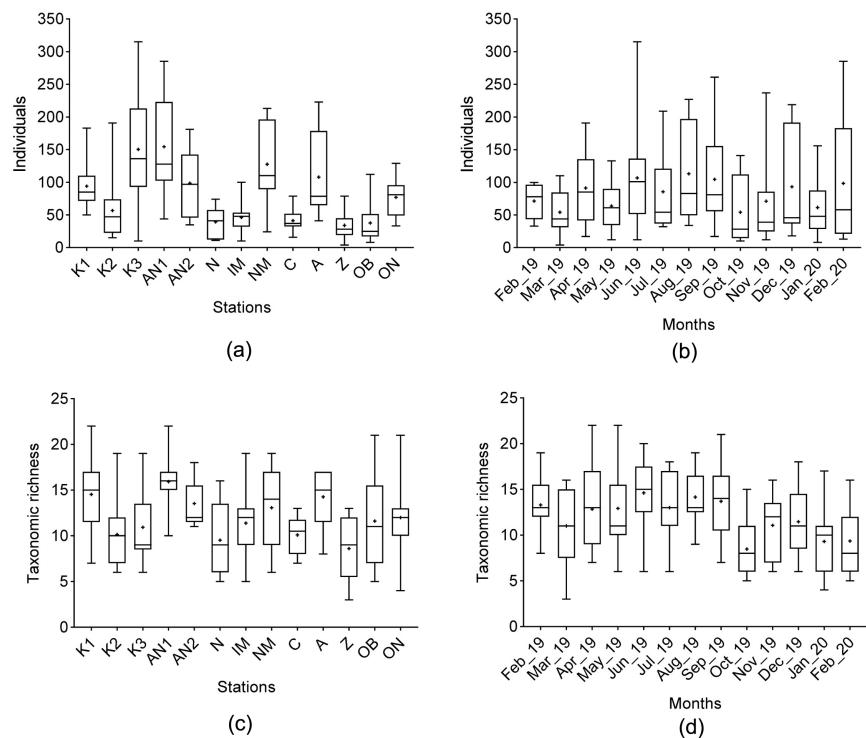 350
300
250
200
150
100
50
0
Individuals
K1 K2 K3 AN1 AN2 N IM NM C A Z OB ON
Stations
(a)
350
300
250
200
150
100
50
0
Individuals
Feb_19 Mar_19 Apr_19 May_19 Jun_19 Jul_19 Aug_19 Sep_19 Oct_19 Nov_19 Dec_19 Jan_20 Feb_20
Months
(b)
25
20
15
10
5
0
Taxonomic richness
K1 K2 K3 AN1 AN2 N IM NM C A Z OB ON
Stations
(c)
25
20
15
10
5
0
Taxonomic richness
Feb_19 Mar_19 Apr_19 May_19 Jun_19 Jul_19 Aug_19 Sep_19 Oct_19 Nov_19 Dec_19 Jan_20 Feb_20
Months
(d)